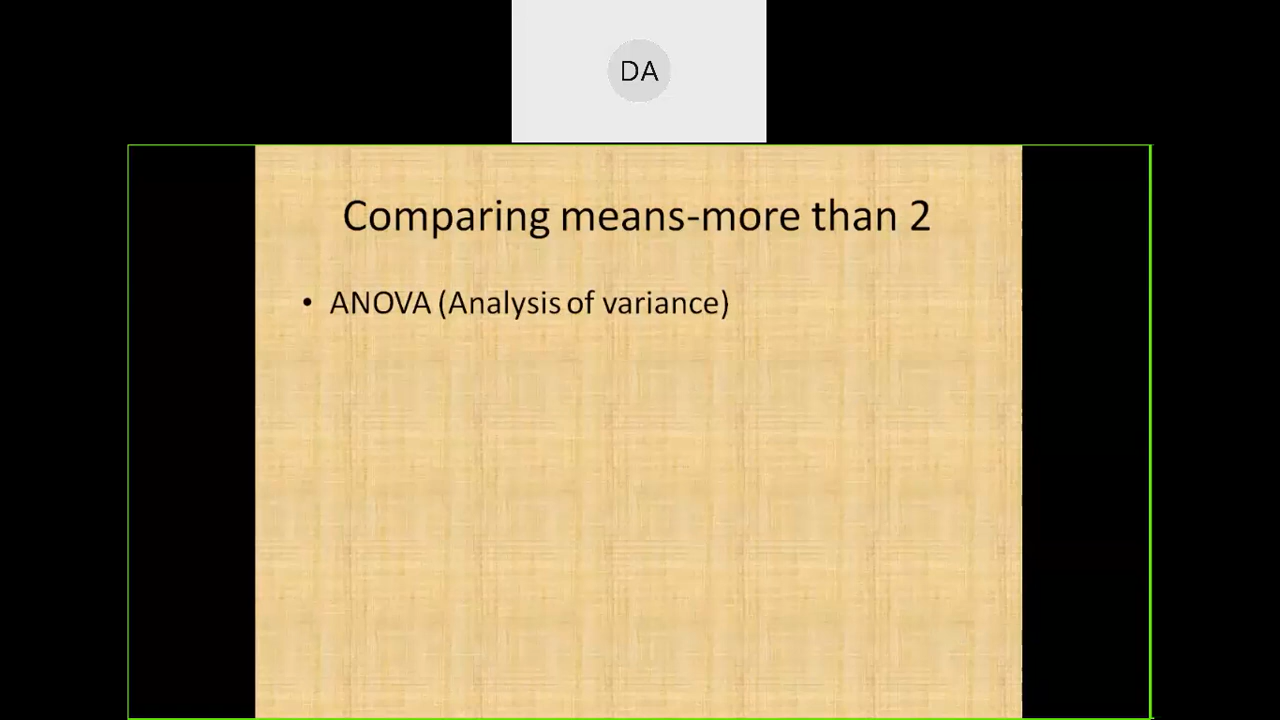 DA
Comparing means-more than 2
• ANOVA (Analysis of variance)